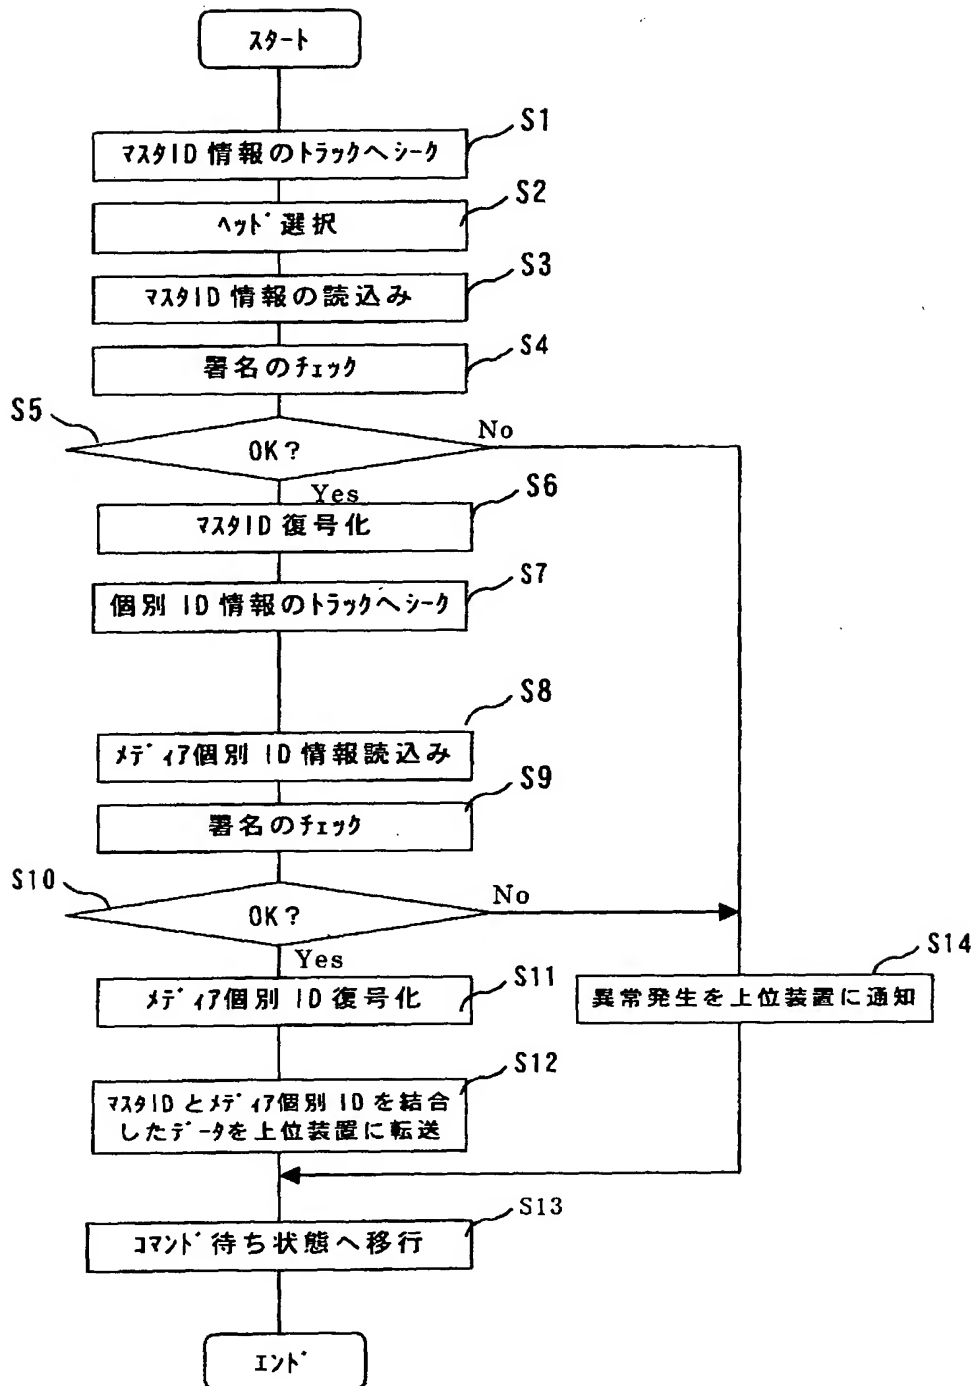 スタート
S1
ﾏｽﾀID 情報のﾄﾗｯｸへｼｰｸ
S2
ﾍｯﾄﾞ選択
S3
ﾏｽﾀID 情報の読込み
S4
署名のﾁｪｯｸ
S5
OK?
No
Yes
S6
ﾏｽﾀID 復号化
S7
個別 ID 情報のﾄﾗｯｸへｼｰｸ
S8
ﾒﾃﾞｨｱ個別 ID 情報読込み
S9
署名のﾁｪｯｸ
S10
OK?
No
Yes
S11
ﾒﾃﾞｨｱ個別 ID 復号化
S14
異常発生を上位装置に通知
S12
ﾏｽﾀIDとﾒﾃﾞｨｱ個別 IDを結合
したﾃﾞｰﾀを上位装置に転送
S13
ｺﾏﾝﾄﾞ待ち状態へ移行
ｴﾝﾄﾞ